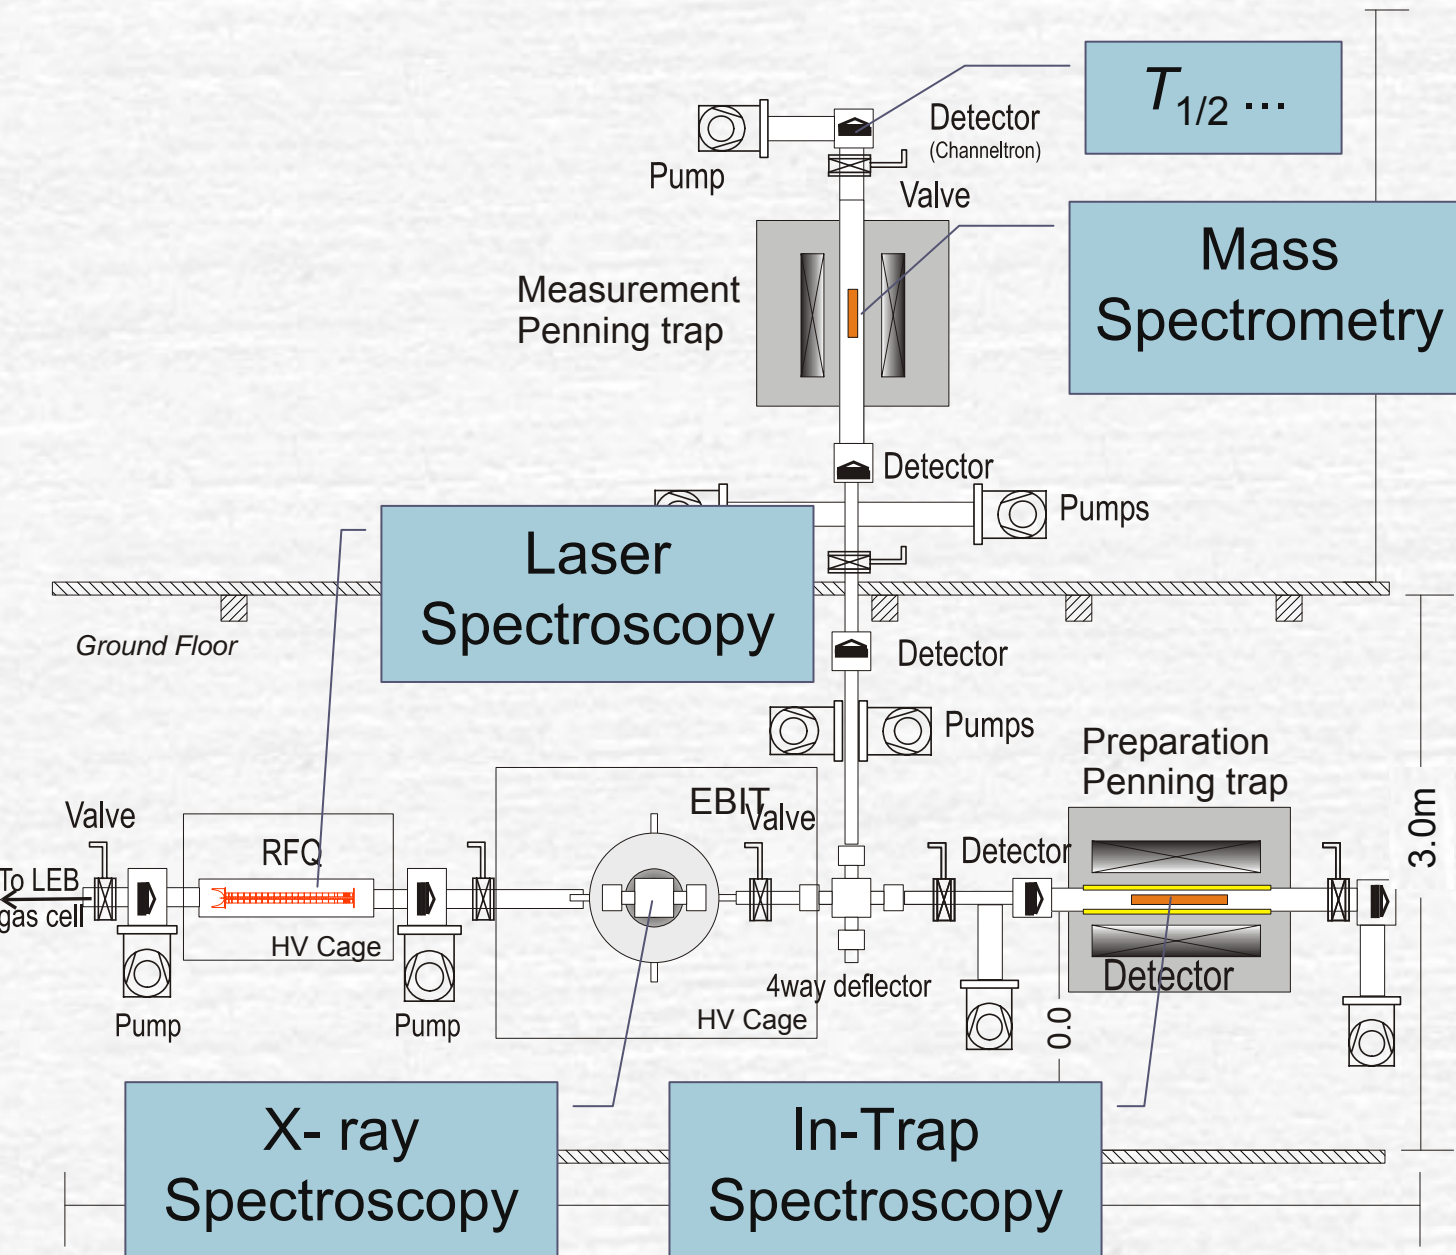 T1/2 ...
Detector
(Channeltron)
Pump
Valve
Mass
Spectrometry
Measurement
Penning trap
Detector
Pumps
Laser
Spectroscopy
Ground Floor
Detector
Pumps
Preparation
Penning trap
3.0m
Valve
EBIT
Valve
RFQ
Detector
To LEB
gas cell
HV Cage
4way deflector
Detector
Pump
Pump
HV Cage
0.0
X- ray
Spectroscopy
In-Trap
Spectroscopy